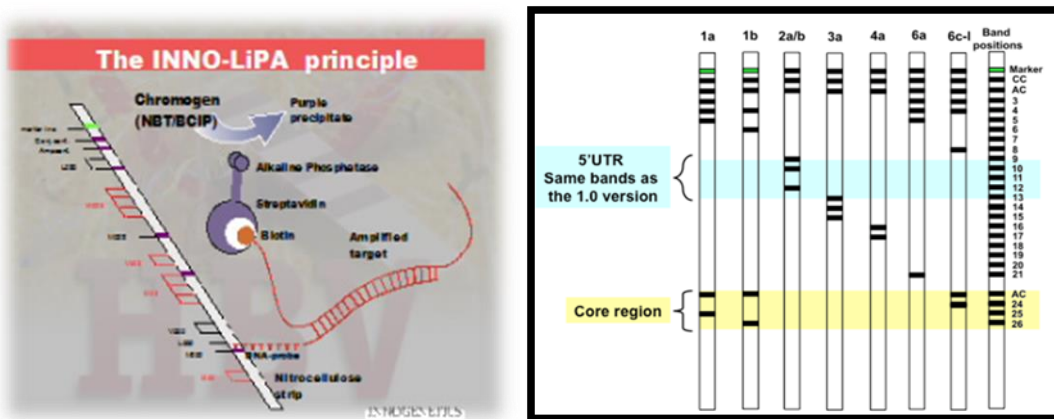 The INNO-LiPA principle
Chromogen
(NBT/BCIP)
Purple
precipitate
Alkaline Phosphatase
Streptavidin
Biotin
Amplified
target
DNA-probe
Nitrocellulose
strip
INNOGENETICS
HBV
1a 1b 2a/b 3a 4a 6a 6c-l Band
positions
Marker
CC
AC
3
4
5
6
7
8
9
10
11
12
13
14
15
16
17
18
19
20
21
AC
24
25
26
5'UTR
Same bands as
the 1.0 version
Core region